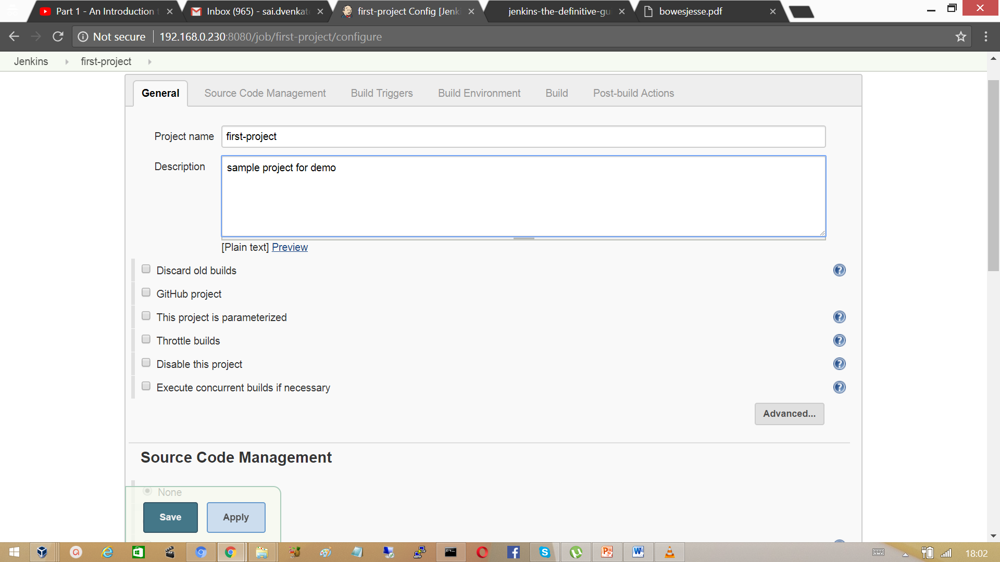 Part 1 - An Introduction t
Inbox (965) - sai.dvenkate
first-project Config [Jenki
jenkins-the-definitive-gu
bowesjesse.pdf
Not secure 192.168.0.230:8080/job/first-project/configure
Jenkins first-project
General Source Code Management Build Triggers Build Environment Build Post-build Actions
Project name first-project
Description sample project for demo
[Plain text] Preview
Discard old builds
GitHub project
This project is parameterized
Throttle builds
Disable this project
Execute concurrent builds if necessary
Advanced...
Source Code Management
None
Save Apply
18:02